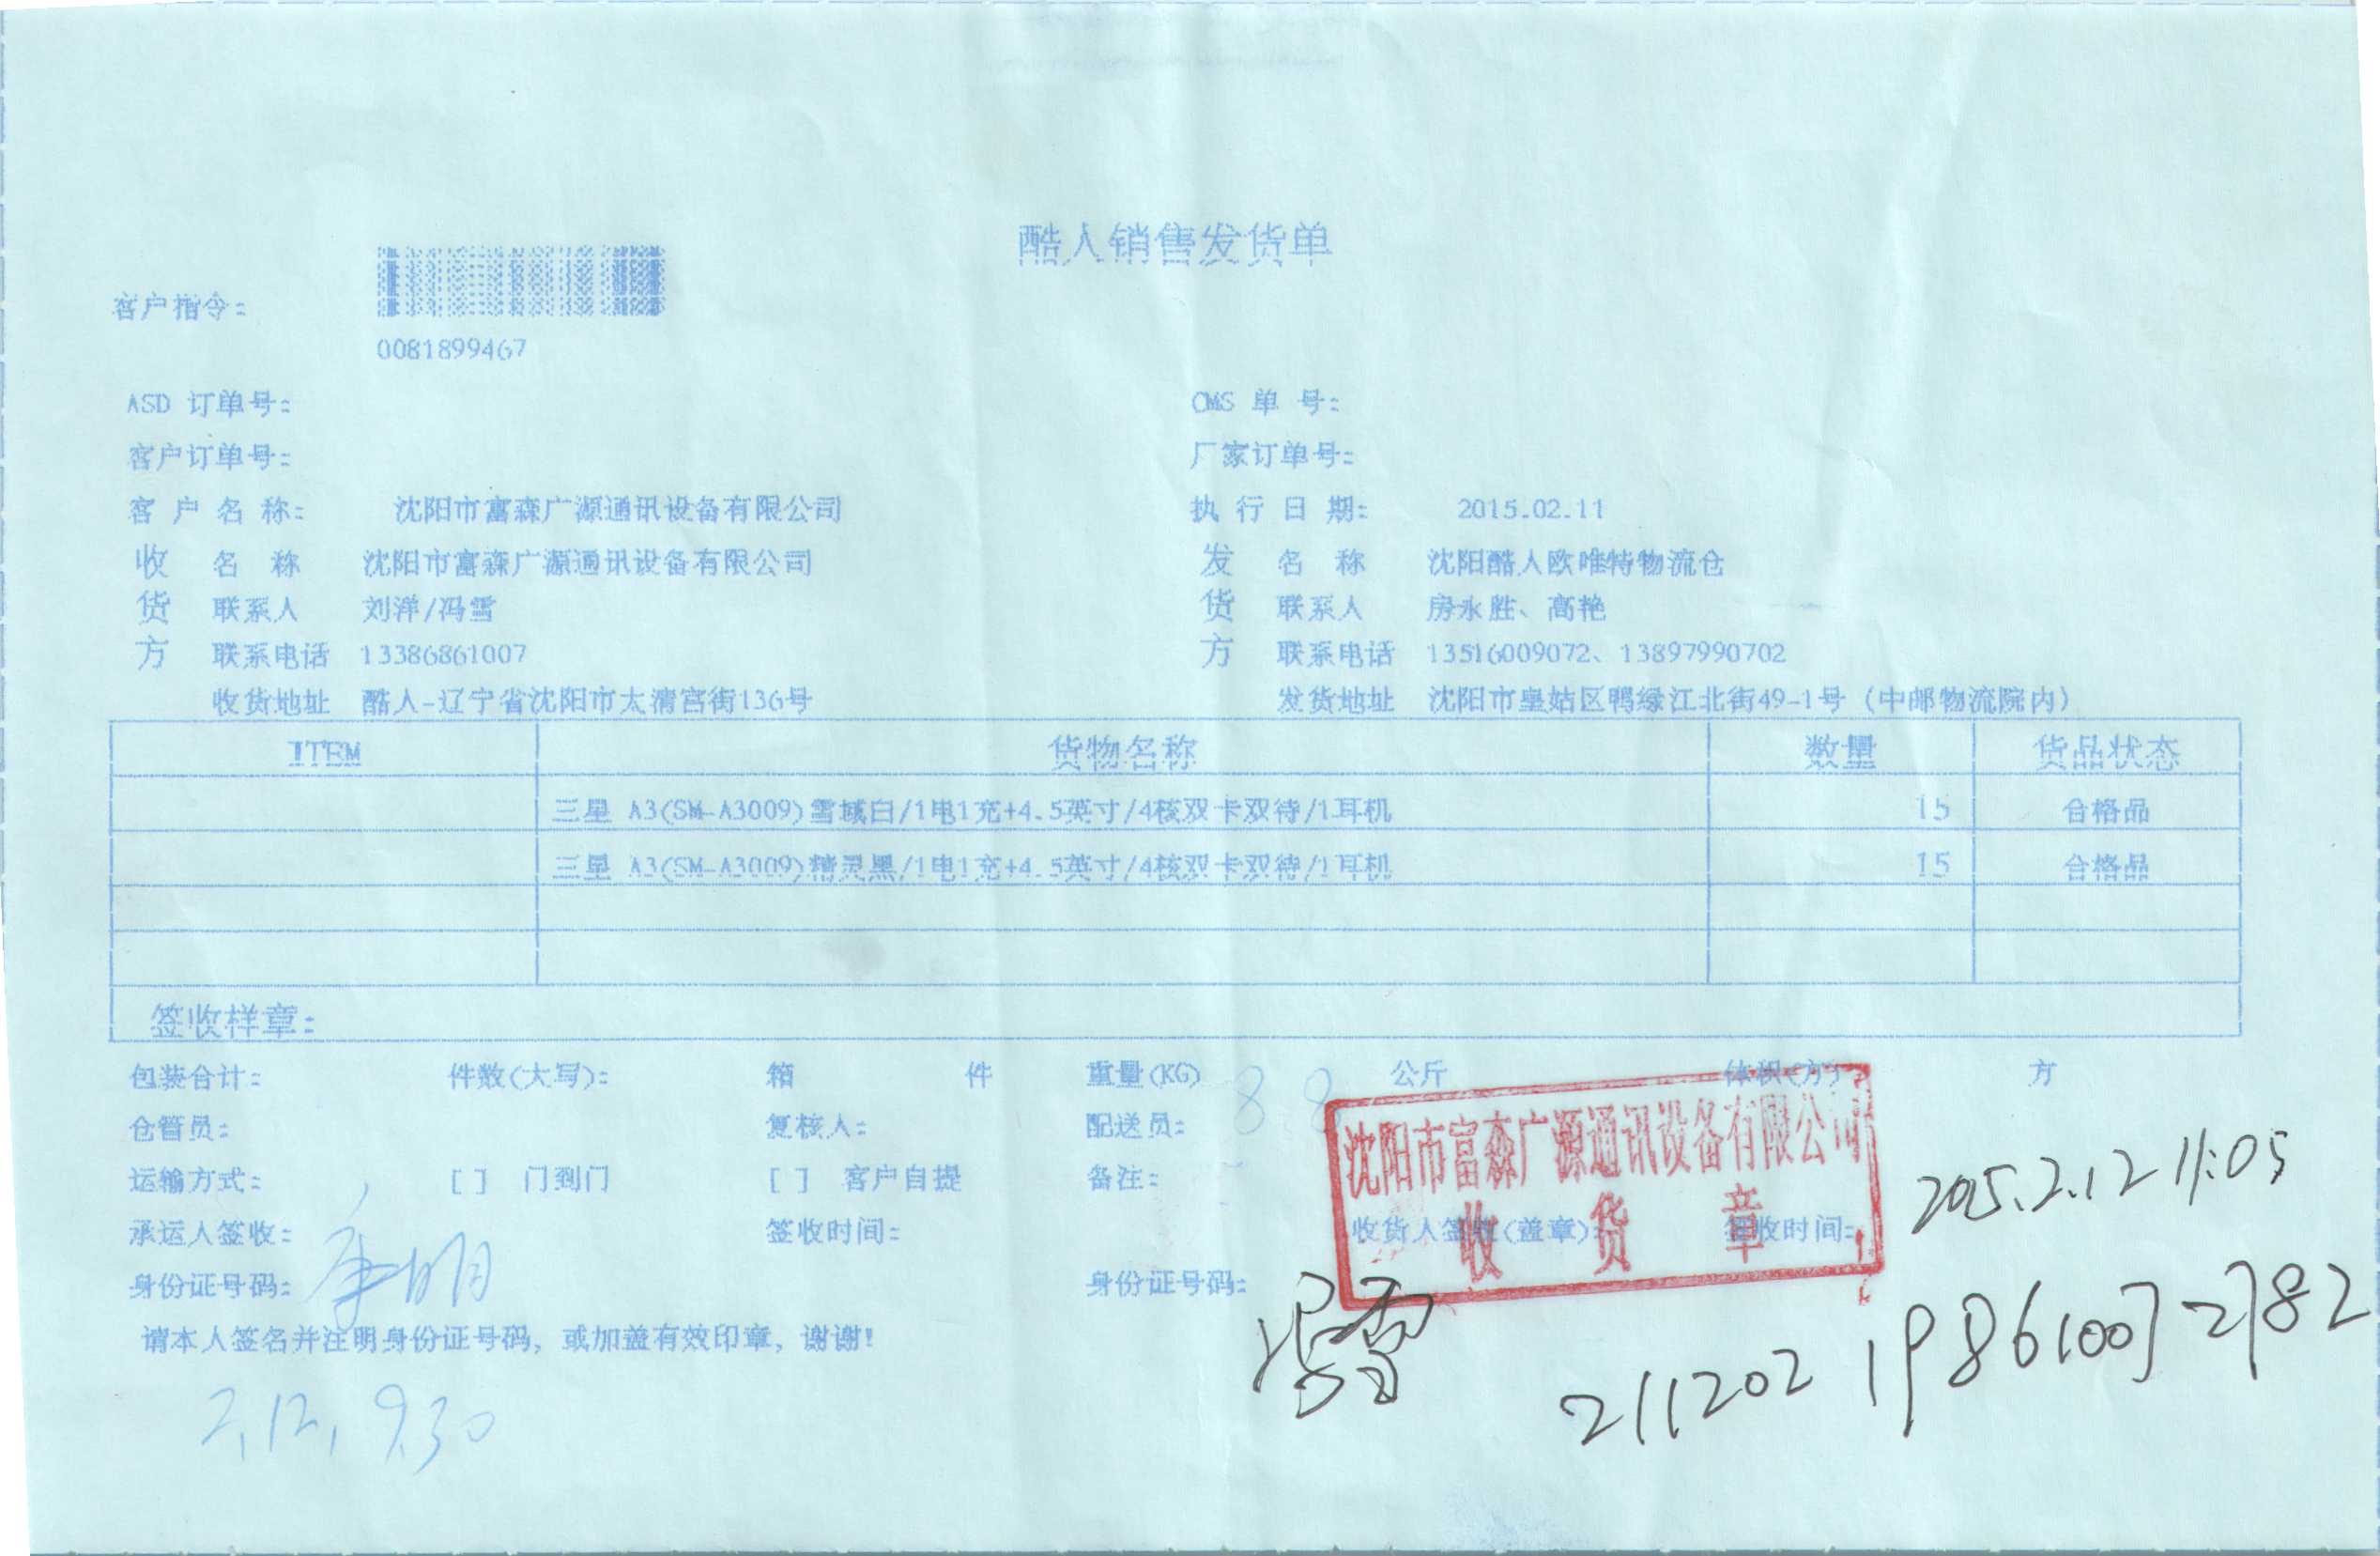 酷人销售发货单
客户指令：
0081899467
ASD 订单号： OMS 单 号：
客户订单号： 厂家订单号：
客 户 名 称： 沈阳市富森广源通讯设备有限公司 执 行 日 期： 2015.02.11
收 名 称 沈阳市富森广源通讯设备有限公司 发 名 称 沈阳酷人欧唯特物流仓
货 联系人 刘洋/冯雪 货 联系人 房永胜、高艳
方 联系电话 13386861007 方 联系电话 13516009072、13897990702
收货地址 酷人-辽宁省沈阳市太清宫街136号 发货地址 沈阳市皇姑区鸭绿江北街49-1号（中邮物流院内）
ITEM 货物名称 数量 货品状态
三星 A3(SM-A3009)雪域白/1电1充+4.5英寸/4核双卡双待/1耳机 15 合格品
三星 A3(SM-A3009)精灵黑/1电1充+4.5英寸/4核双卡双待/1耳机 15 合格品
签收样章：
包装合计： 件数(大写)： 箱 件 重量(KG) 8.8 公斤 体积(方) 方
仓管员： 复核人： 配送员：
沈阳市富森广源通讯设备有限公司
运输方式： [ ] 门到门 [ ] 客户自提 备注：
2015.2.12 11:05
承运人签收： 签收时间： 收货人签收(盖章)： 签收时间：
收 货 章
身份证号码： 身份证号码：
冯雪
211202 19861007 2782
请本人签名并注明身份证号码，或加盖有效印章，谢谢！
2.12, 9.30